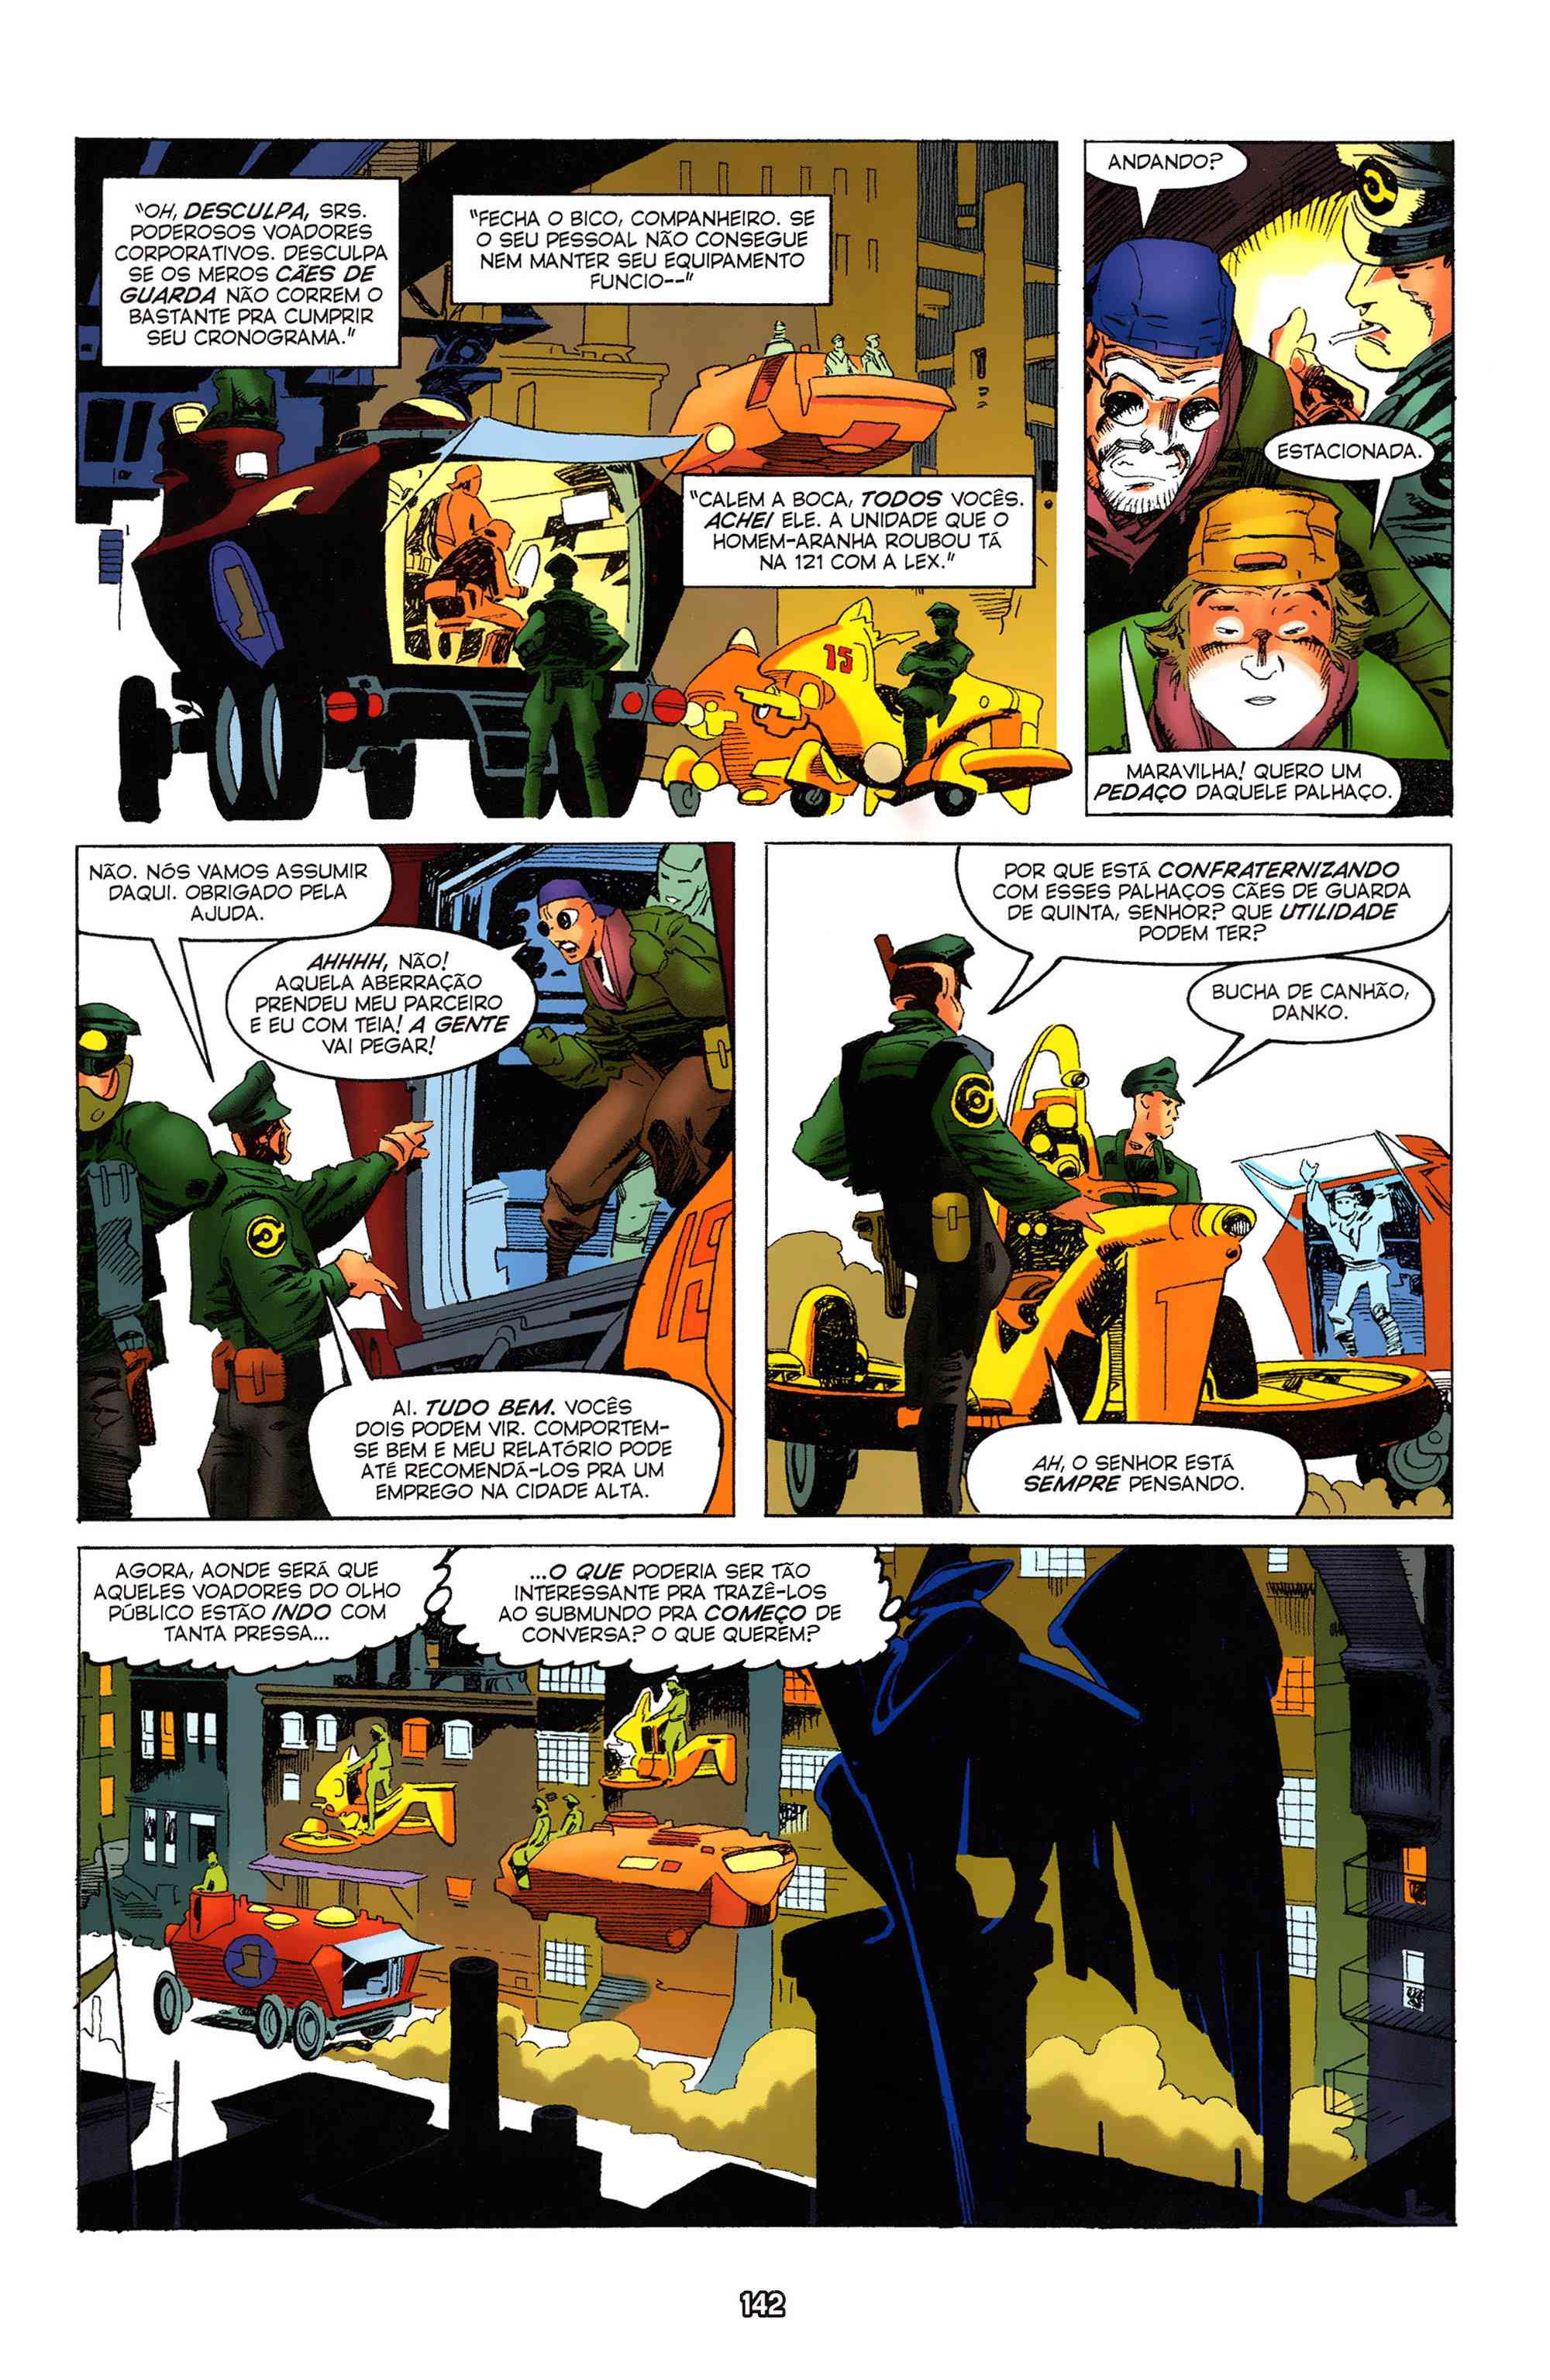 "OH, DESCULPA, SRS.
PODEROSOS VOADORES
CORPORATIVOS. DESCULPA
SE OS MEROS CÃES DE
GUARDA NÃO CORREM O
BASTANTE PRA CUMPRIR
SEU CRONOGRAMA."
"FECHA O BICO, COMPANHEIRO. SE
O SEU PESSOAL NÃO CONSEGUE
NEM MANTER SEU EQUIPAMENTO
FUNCIO--"
"CALEM A BOCA, TODOS VOCÊS.
ACHEI ELE. A UNIDADE QUE O
HOMEM-ARANHA ROUBOU TÁ
NA 121 COM A LEX."
15
ANDANDO?
ESTACIONADA.
MARAVILHA! QUERO UM
PEDAÇO DAQUELE PALHAÇO.
NÃO. NÓS VAMOS ASSUMIR
DAQUI. OBRIGADO PELA
AJUDA.
AHHHH, NÃO!
AQUELA ABERRAÇÃO
PRENDEU MEU PARCEIRO
E EU COM TEIA! A GENTE
VAI PEGAR!
15
AI. TUDO BEM. VOCÊS
DOIS PODEM VIR. COMPORTEM-
SE BEM E MEU RELATÓRIO PODE
ATÉ RECOMENDÁ-LOS PRA UM
EMPREGO NA CIDADE ALTA.
POR QUE ESTÁ CONFRATERNIZANDO
COM ESSES PALHAÇOS CÃES DE GUARDA
DE QUINTA, SENHOR? QUE UTILIDADE
PODEM TER?
BUCHA DE CANHÃO,
DANKO.
1
AH, O SENHOR ESTÁ
SEMPRE PENSANDO.
AGORA, AONDE SERÁ QUE
AQUELES VOADORES DO OLHO
PÚBLICO ESTÃO INDO COM
TANTA PRESSA...
...O QUE PODERIA SER TÃO
INTERESSANTE PRA TRAZÊ-LOS
AO SUBMUNDO PRA COMEÇO DE
CONVERSA? O QUE QUEREM?
142